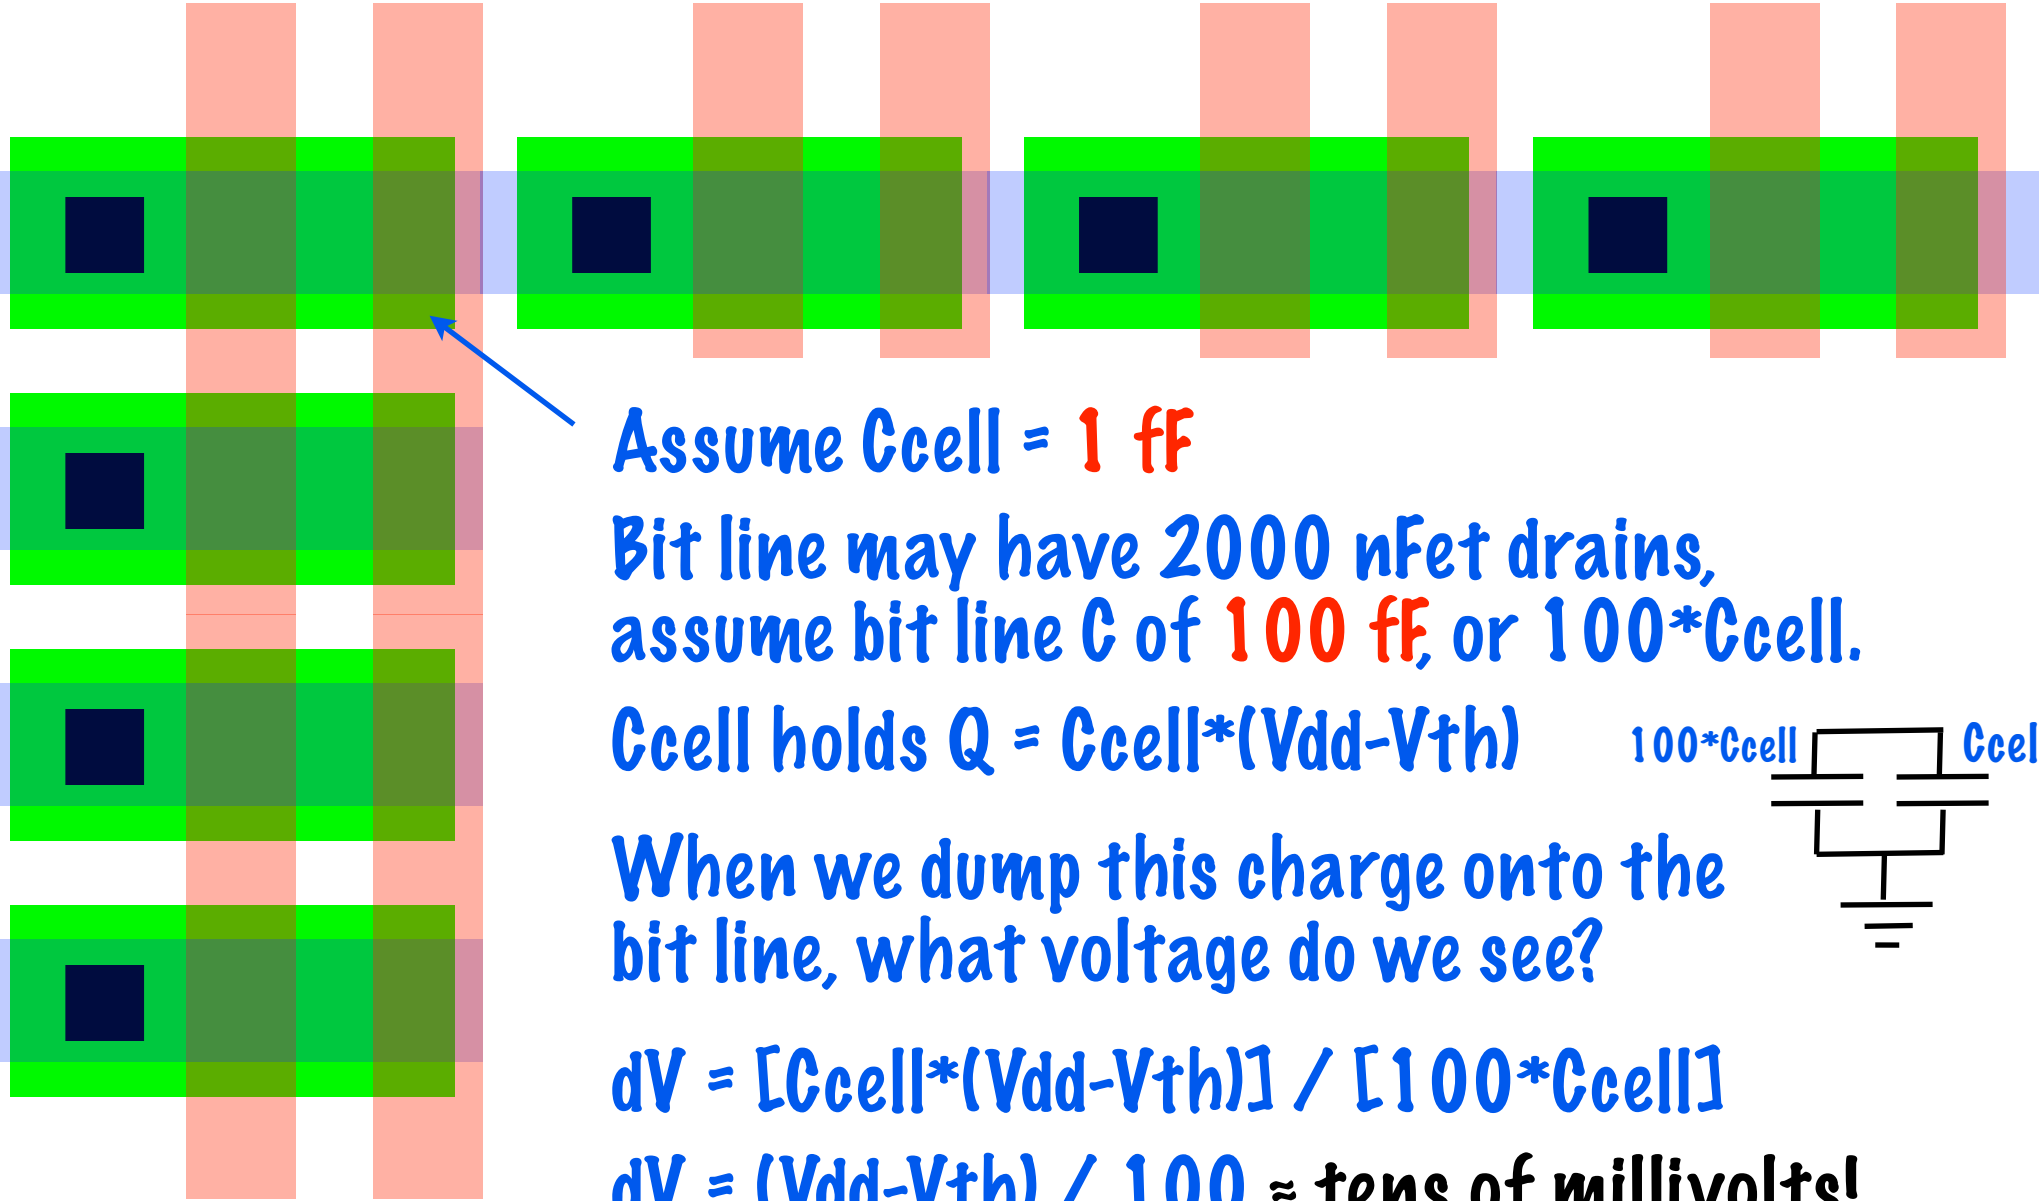 Assume Ccell = 1 fF
Bit line may have 2000 nFet drains,
assume bit line C of 100 fF, or 100*Ccell.
Ccell holds Q = Ccell*(Vdd-Vth)
100*Ccell
Ccel
When we dump this charge onto the
bit line, what voltage do we see?
dV = [Ccell*(Vdd-Vth)] / [100*Ccell]
dV = (Vdd-Vth) / 100 ≈ tens of millivolts!